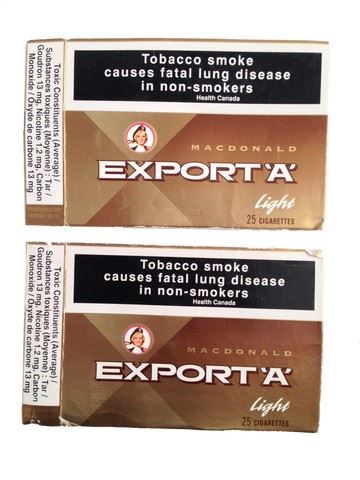 Tobacco smoke
causes fatal lung disease
in non-smokers
Health Canada
MACDONALD
EXPORT "A"
Light
25 CIGARETTES
Toxic Constituents (Average) /
Substances toxiques (Moyenne) : Tar /
Goudron 13 mg, Nicotine 1.2 mg, Carbon
Monoxide / Oxyde de carbone 13 mg
Tobacco smoke
causes fatal lung disease
in non-smokers
Health Canada
MACDONALD
EXPORT "A"
Light
25 CIGARETTES
Toxic Constituents (Average) /
Substances toxiques (Moyenne) : Tar /
Goudron 13 mg, Nicotine 1.2 mg, Carbon
Monoxide / Oxyde de carbone 13 mg